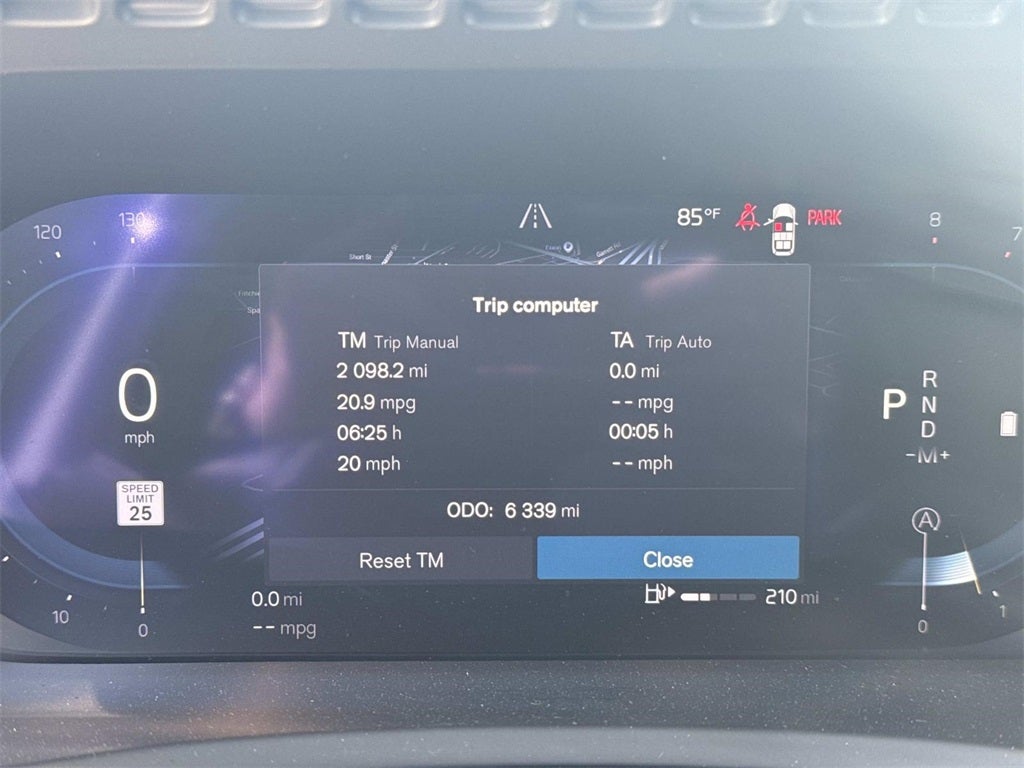 120
130
85°F
PARK
8
7
Short St
Garrett Rd
Trip computer
TM Trip Manual
TA Trip Auto
2 098.2 mi
0.0 mi
20.9 mpg
-- mpg
06:25 h
00:05 h
20 mph
-- mph
ODO: 6 339 mi
Reset TM
Close
0
mph
SPEED
LIMIT
25
P
R
N
D
-M+
A
10
0
0.0 mi
-- mpg
210 mi
0
1